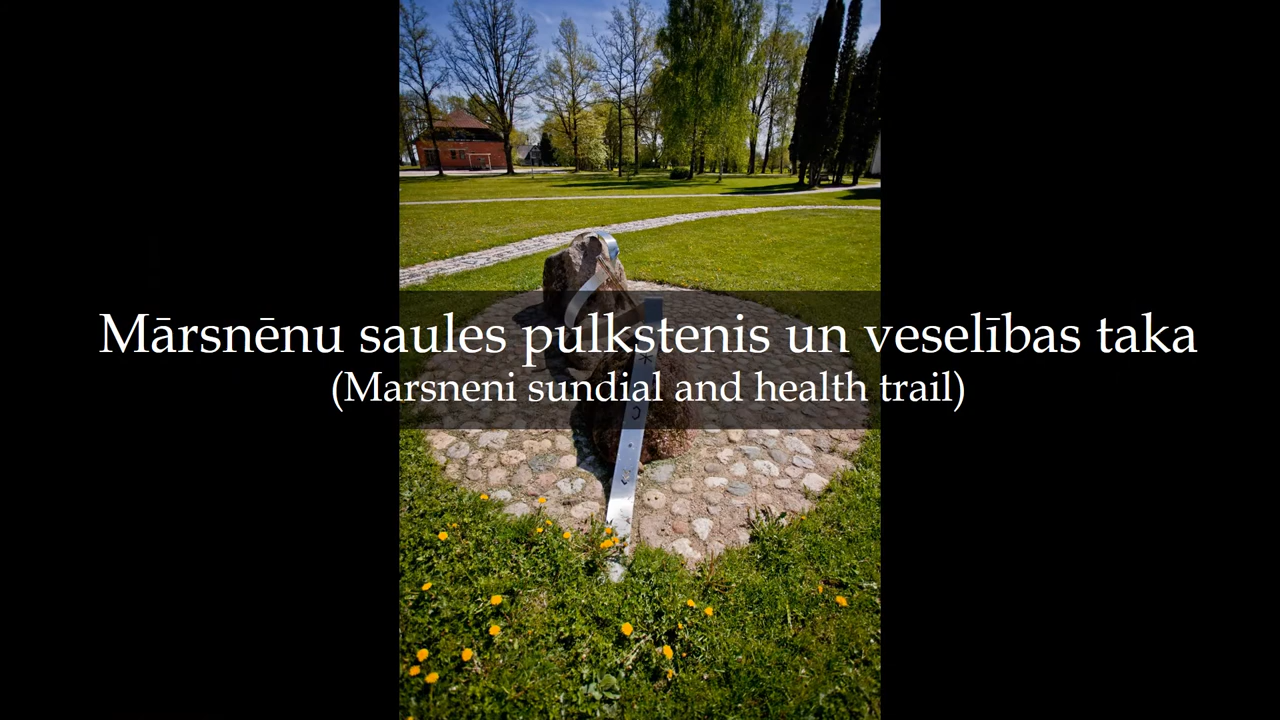 Mārsnēnu saules pulkstenis un veselības taka
(Marsneni sundial and health trail)